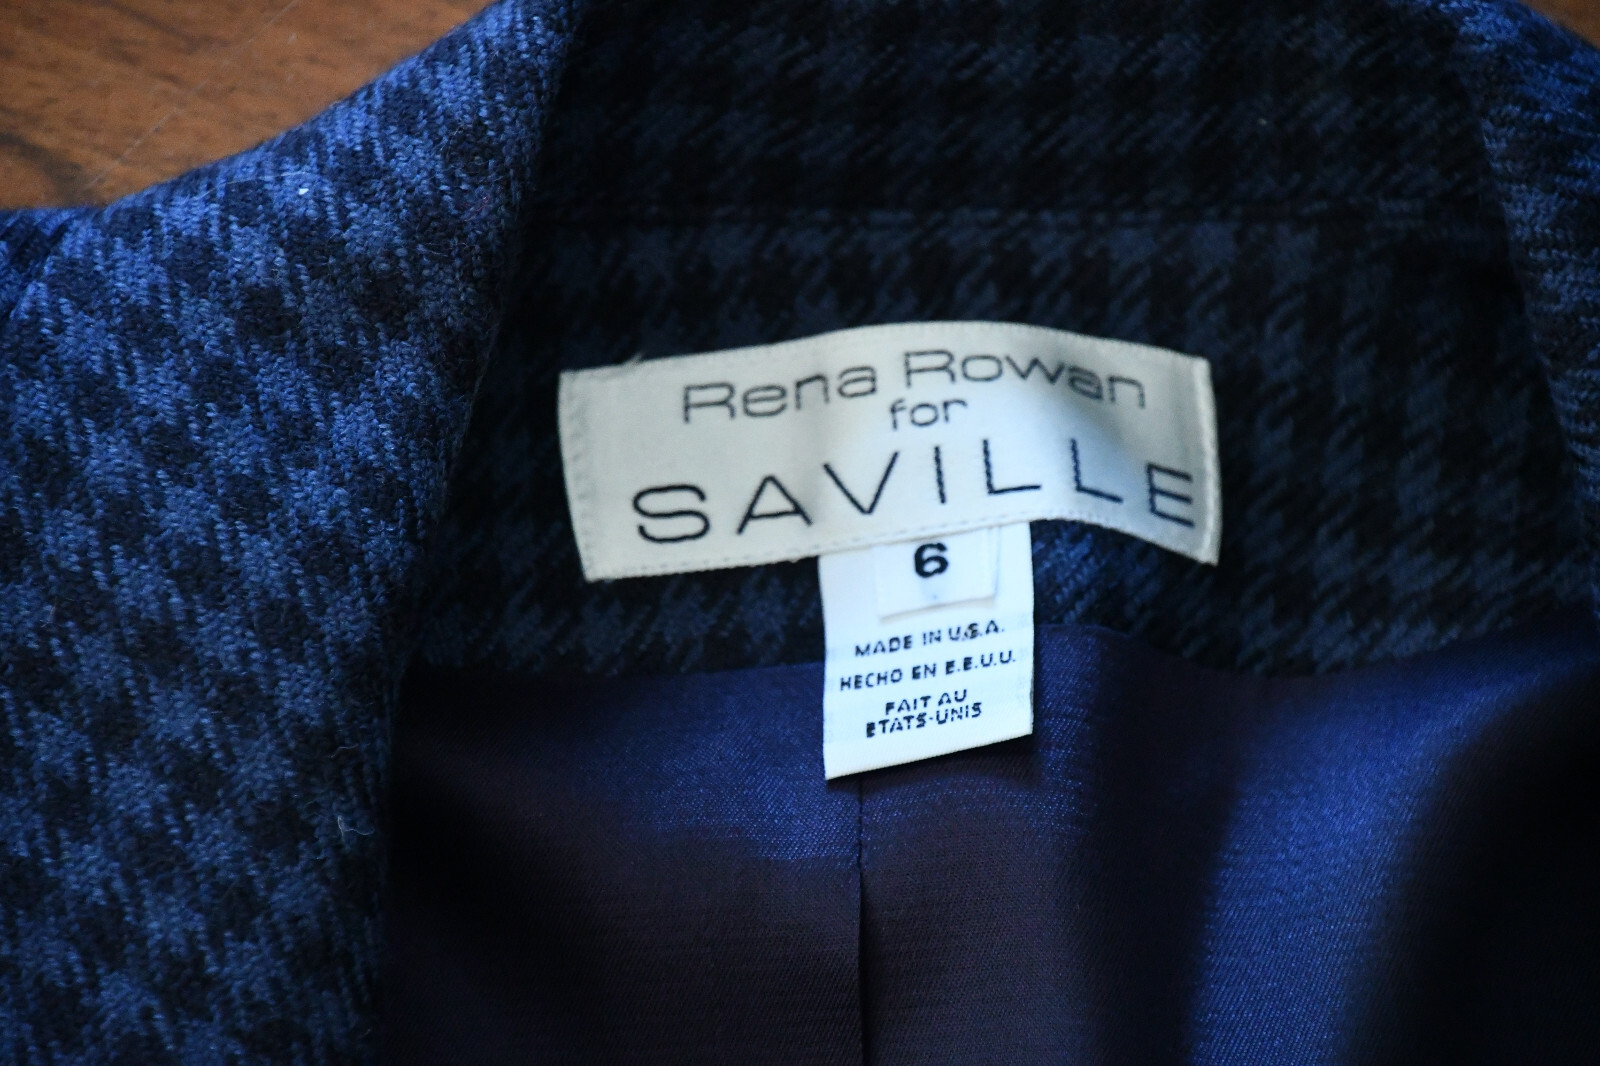 Rena Rowan
for
SAVILLE
6
MADE IN U.S.A.
HECHO EN E.E.U.U.
FAIT AU
ETATS-UNIS